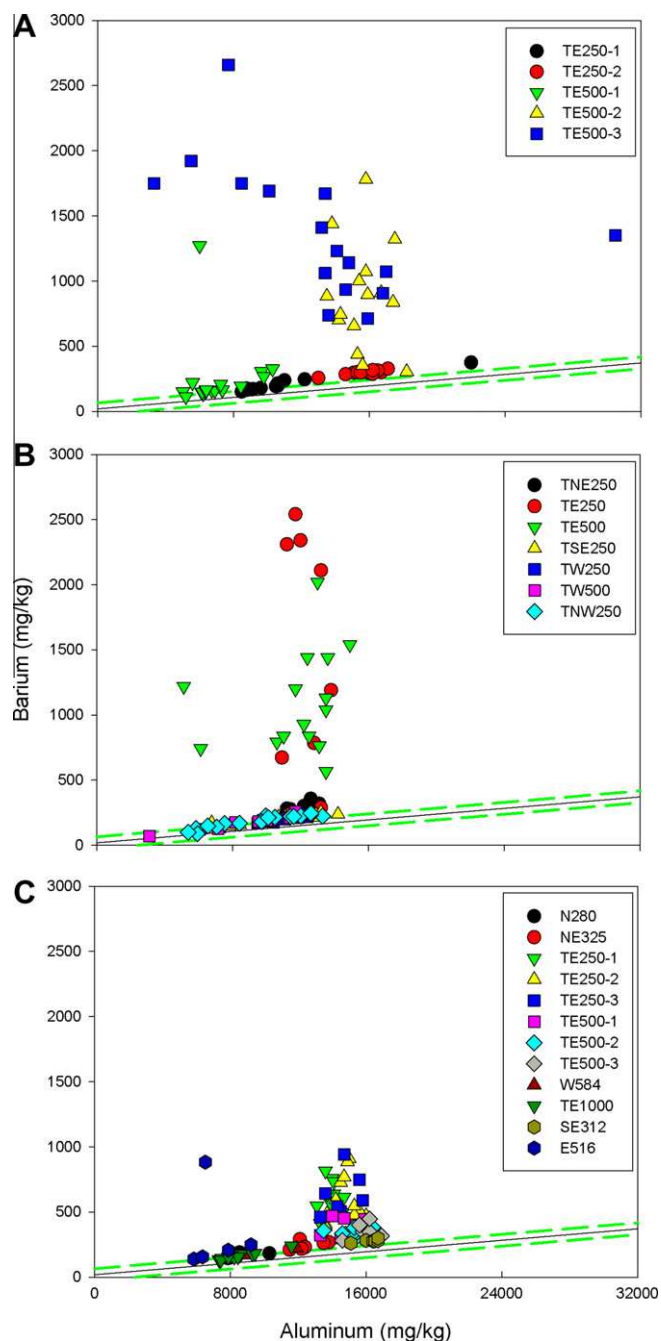 A
3000
2500
2000
1500
1000
500
0
TE250-1
TE250-2
TE500-1
TE500-2
TE500-3
B
3000
2500
2000
1500
1000
500
0
TNE250
TE250
TE500
TSE250
TW250
TW500
TNW250
Barium (mg/kg)
C
3000
2500
2000
1500
1000
500
0
N280
NE325
TE250-1
TE250-2
TE250-3
TE500-1
TE500-2
TE500-3
W584
TE1000
SE312
E516
0
8000
16000
24000
32000
Aluminum (mg/kg)